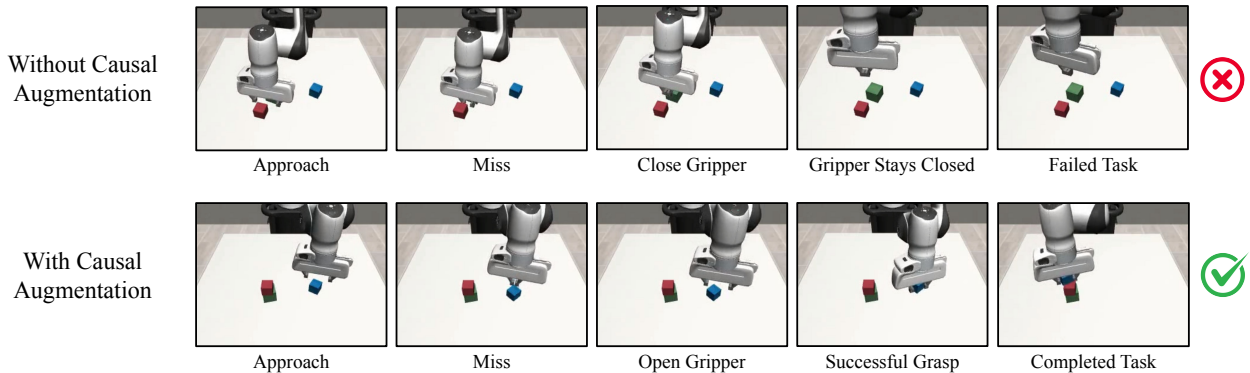 Without Causal
Augmentation
Approach
Miss
Close Gripper
Gripper Stays Closed
Failed Task
With Causal
Augmentation
Approach
Miss
Open Gripper
Successful Grasp
Completed Task